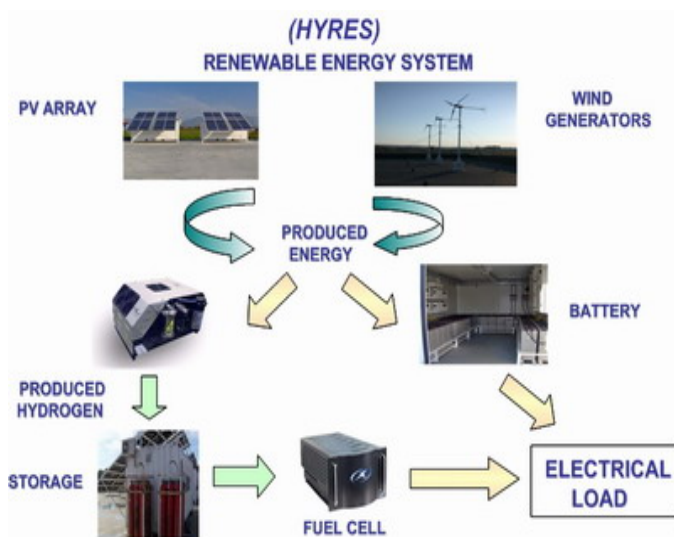 (HYRES)
RENEWABLE ENERGY SYSTEM
PV ARRAY
WIND
GENERATORS
PRODUCED
ENERGY
BATTERY
PRODUCED
HYDROGEN
STORAGE
FUEL CELL
ELECTRICAL
LOAD